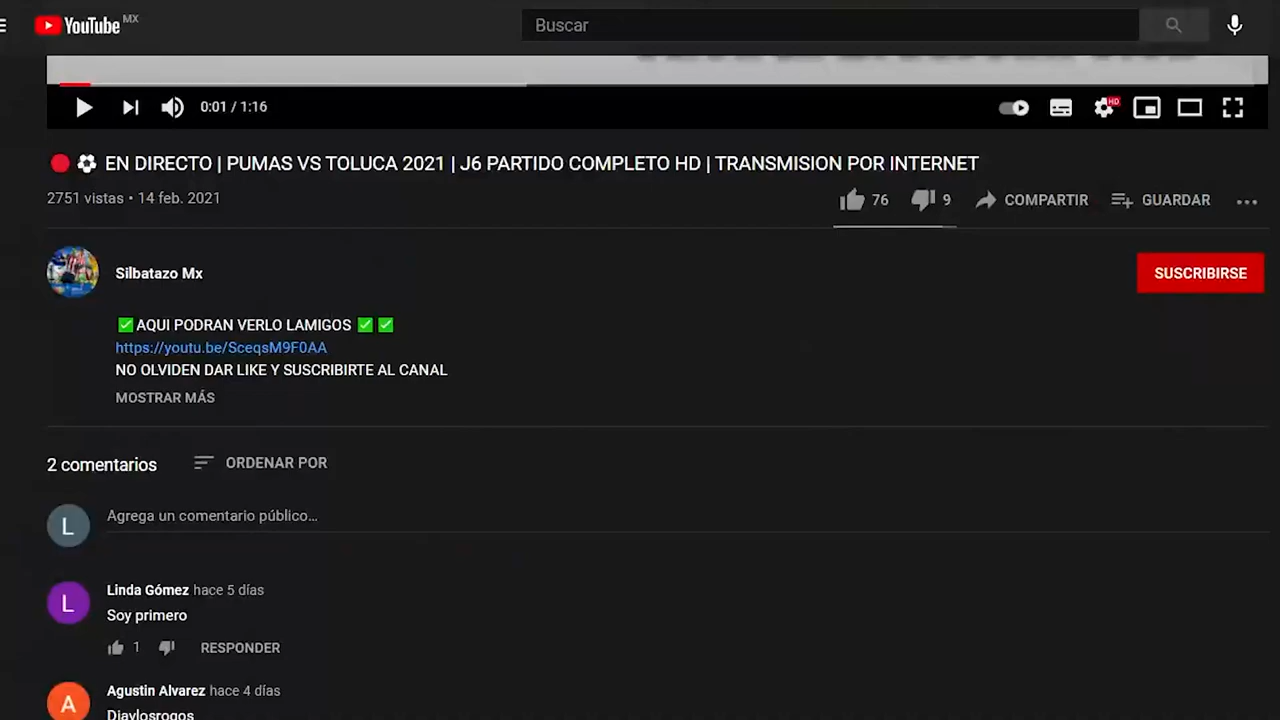 YouTube MX
Buscar
0:01 / 1:16
HD
EN DIRECTO | PUMAS VS TOLUCA 2021 | J6 PARTIDO COMPLETO HD | TRANSMISION POR INTERNET
2751 vistas • 14 feb. 2021
76 9 COMPARTIR GUARDAR
Silbatazo Mx
SUSCRIBIRSE
✅AQUI PODRAN VERLO LAMIGOS ✅ ✅
https://youtu.be/SceqsM9F0AA
NO OLVIDEN DAR LIKE Y SUSCRIBIRTE AL CANAL
MOSTRAR MÁS
2 comentarios ORDENAR POR
L
Agrega un comentario público...
L
Linda Gómez hace 5 días
Soy primero
1 RESPONDER
A
Agustin Alvarez hace 4 días